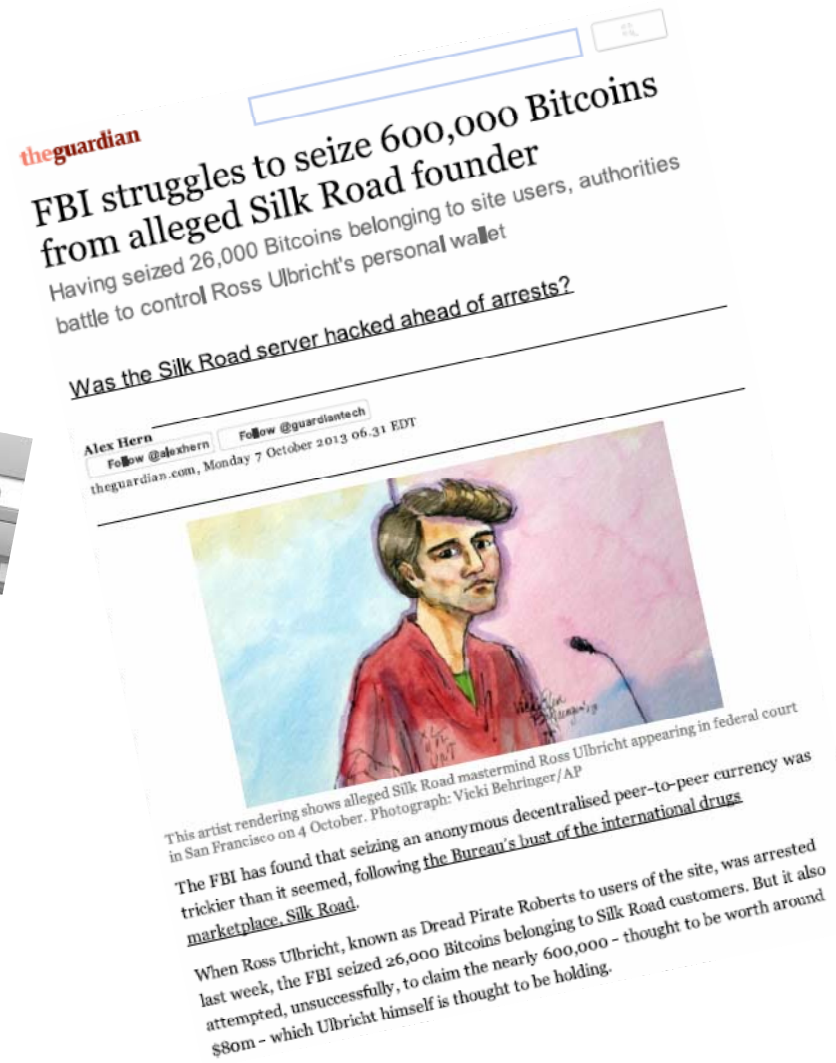 theguardian
FBI struggles to seize 600,000 Bitcoins
from alleged Silk Road founder
Having seized 26,000 Bitcoins belonging to site users, authorities
battle to control Ross Ulbricht's personal wallet
Was the Silk Road server hacked ahead of arrests?
Alex Hern
Follow @alexhern Follow @guardiantech
theguardian.com, Monday 7 October 2013 06.31 EDT
This artist rendering shows alleged Silk Road mastermind Ross Ulbricht appearing in federal court
in San Francisco on 4 October. Photograph: Vicki Behringer/AP
The FBI has found that seizing an anonymous decentralised peer-to-peer currency was
trickier than it seemed, following the Bureau's bust of the international drugs
marketplace, Silk Road.
When Ross Ulbricht, known as Dread Pirate Roberts to users of the site, was arrested
last week, the FBI seized 26,000 Bitcoins belonging to Silk Road customers. But it also
attempted, unsuccessfully, to claim the nearly 600,000 – thought to be worth around
$80m – which Ulbricht himself is thought to be holding.